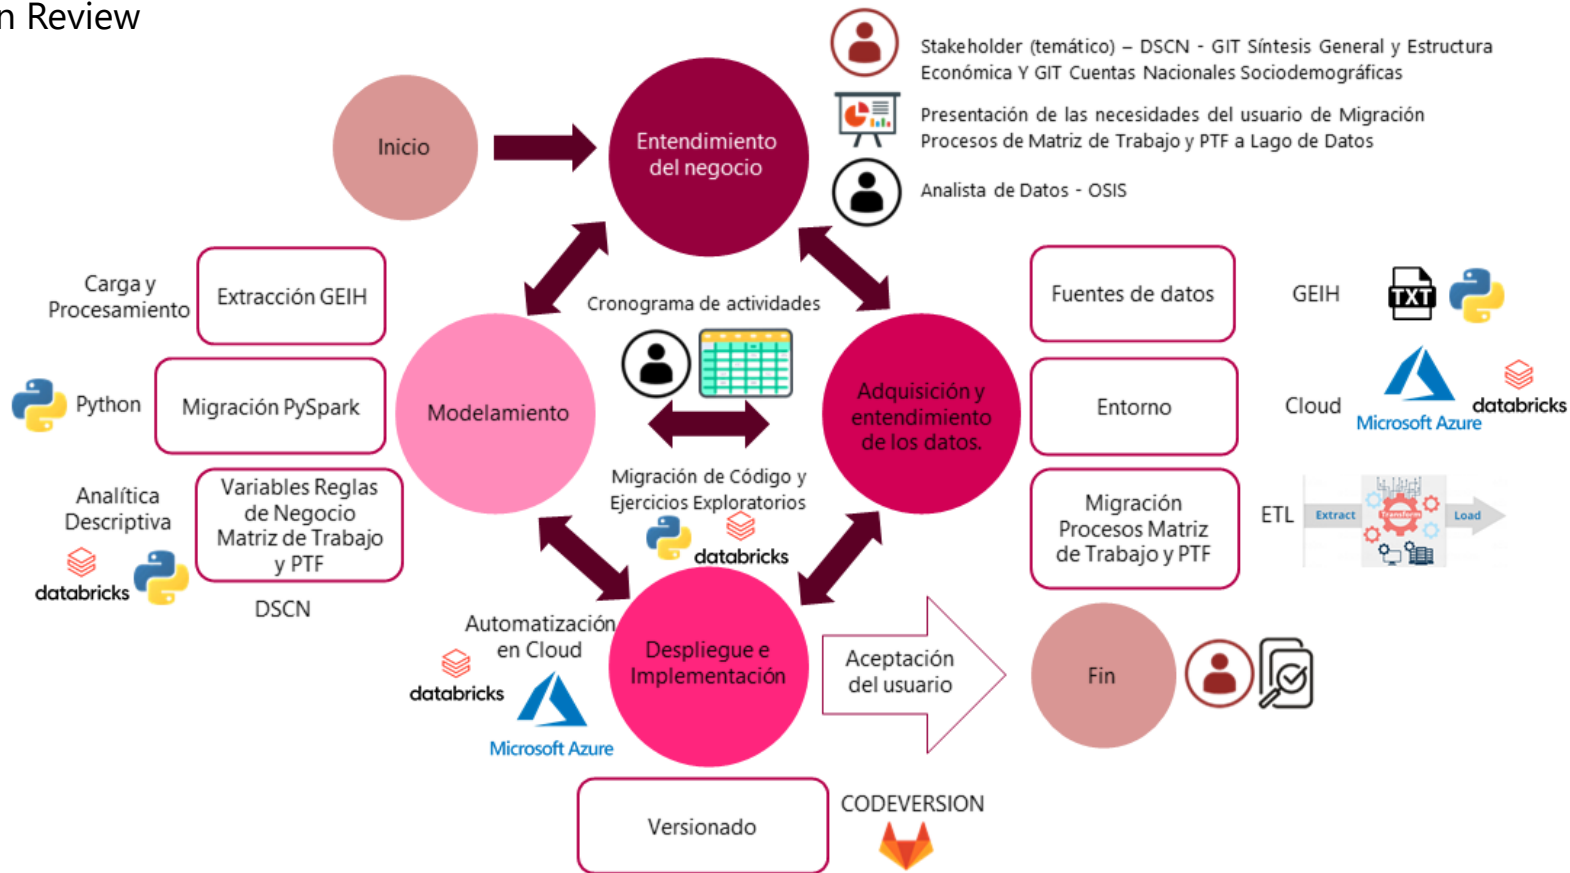 n Review
Stakeholder (temático) – DSCN - GIT Síntesis General y Estructura
Económica Y GIT Cuentas Nacionales Sociodemográficas
Presentación de las necesidades del usuario de Migración
Procesos de Matriz de Trabajo y PTF a Lago de Datos
Analista de Datos - OSIS
Inicio
Entendimiento
del negocio
Carga y
Procesamiento
Extracción GEIH
Cronograma de actividades
Fuentes de datos
GEIH
TXT
Python
Migración PySpark
Modelamiento
Adquisición y
entendimiento
de los datos.
Entorno
Cloud
Microsoft Azure
databricks
Analítica
Descriptiva
databricks
Variables Reglas
de Negocio
Matriz de Trabajo
y PTF
DSCN
Migración de Código y
Ejercicios Exploratorios
databricks
Migración
Procesos Matriz
de Trabajo y PTF
ETL
Extract
Transform
Load
Automatización
en Cloud
databricks
Microsoft Azure
Despliegue e
Implementación
Aceptación
del usuario
Fin
Versionado
CODEVERSION